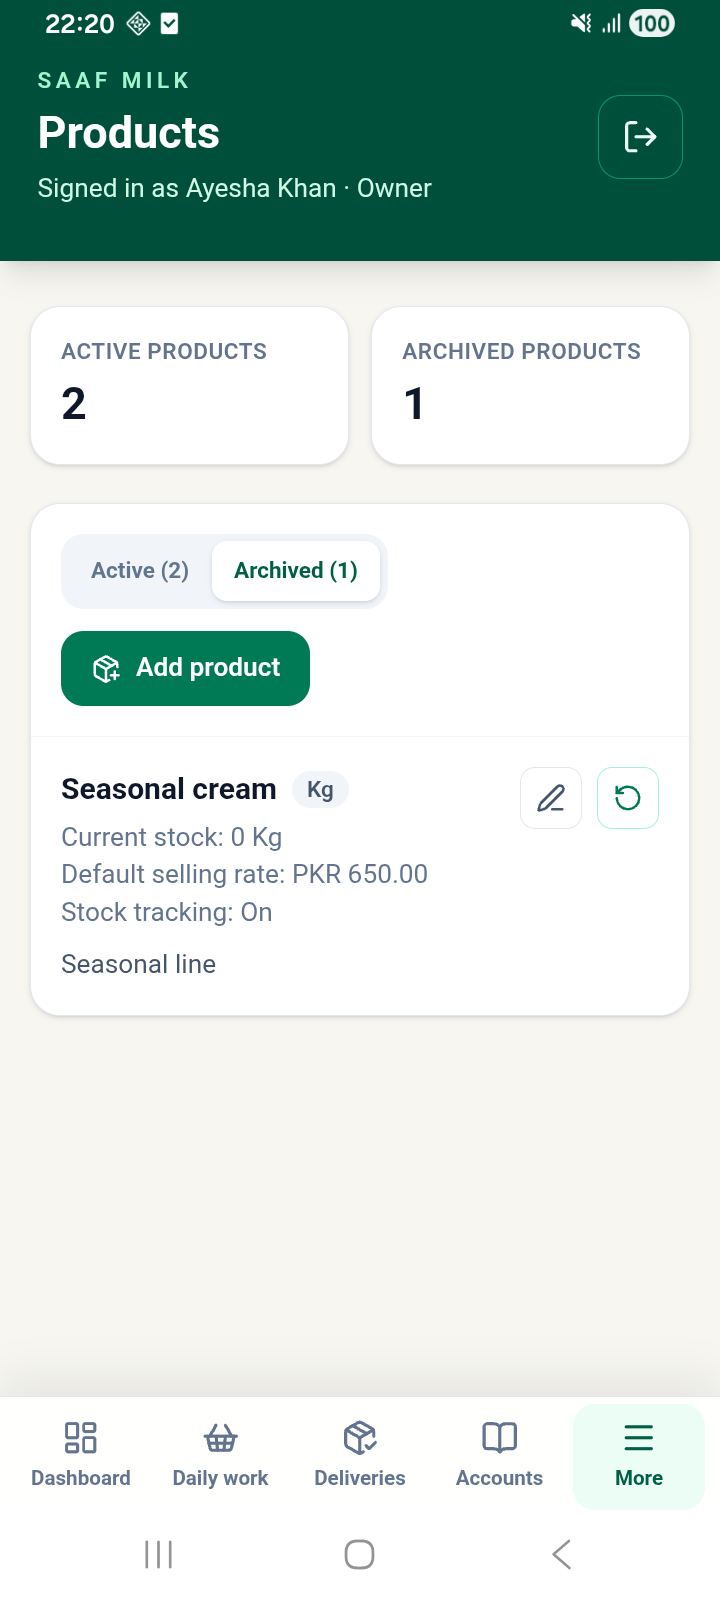 22:20
100
SAAF MILK
Products
Signed in as Ayesha Khan · Owner
ACTIVE PRODUCTS
2
ARCHIVED PRODUCTS
1
Active (2)
Archived (1)
Add product
Seasonal cream
Kg
Current stock: 0 Kg
Default selling rate: PKR 650.00
Stock tracking: On
Seasonal line
Dashboard
Daily work
Deliveries
Accounts
More